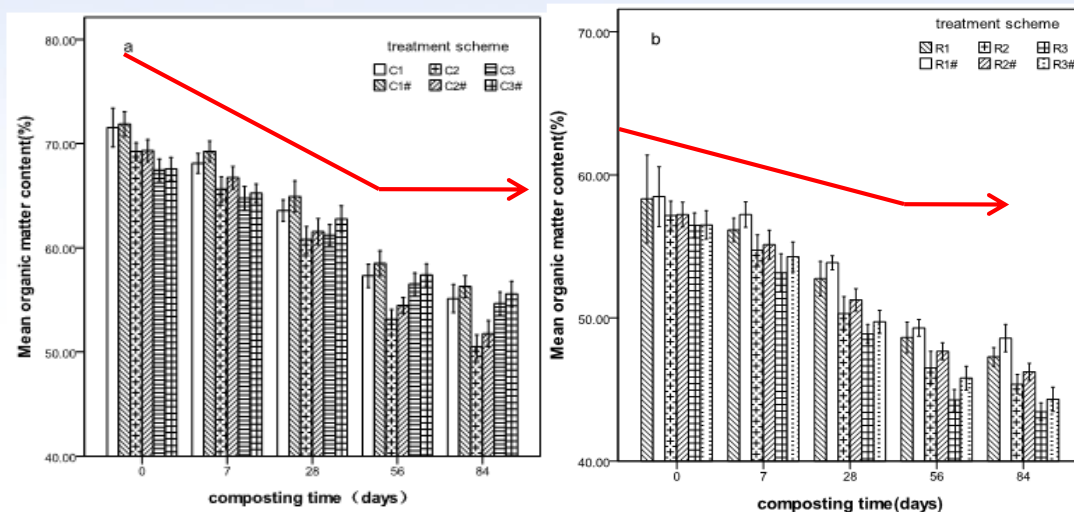 a
treatment scheme
C1 C2 C3
C1# C2# C3#
Mean organic matter content(%)
80.00
70.00
60.00
50.00
40.00
0 7 28 56 84
composting time（days）
b
treatment scheme
R1 R2 R3
R1# R2# R3#
Mean organic matter content(%)
70.00
60.00
50.00
40.00
0 7 28 56 84
composting time(days)